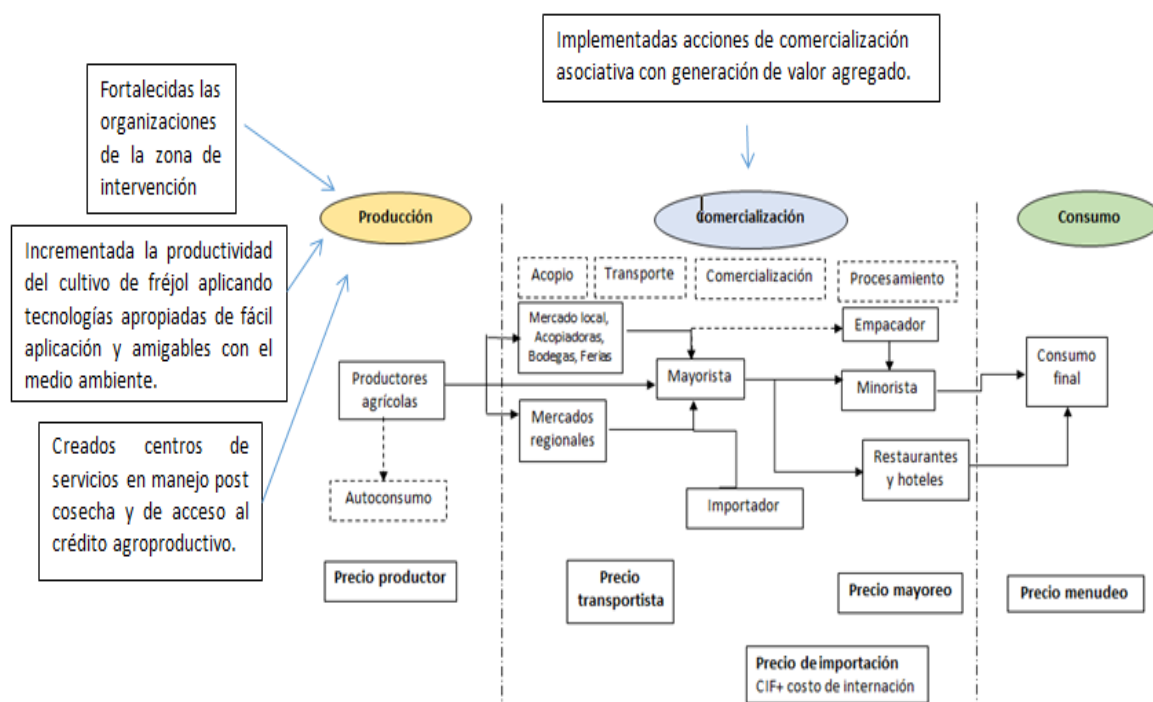 Implementadas acciones de comercialización
asociativa con generación de valor agregado.
Fortalecidas las
organizaciones
de la zona de
intervención
Producción
Comercialización
Consumo
Incrementada la productividad
del cultivo de fréjol aplicando
tecnologías apropiadas de fácil
aplicación y amigables con el
medio ambiente.
Acopio
Transporte
Comercialización
Procesamiento
Mercado local,
Acopiadoras,
Bodegas, Ferias
Empacador
Productores
agrícolas
Mayorista
Minorista
Consumo
final
Mercados
regionales
Creados centros de
servicios en manejo post
cosecha y de acceso al
crédito agroproductivo.
Autoconsumo
Importador
Restaurantes
y hoteles
Precio productor
Precio
transportista
Precio mayoreo
Precio menudeo
Precio de importación
CIF+ costo de internación